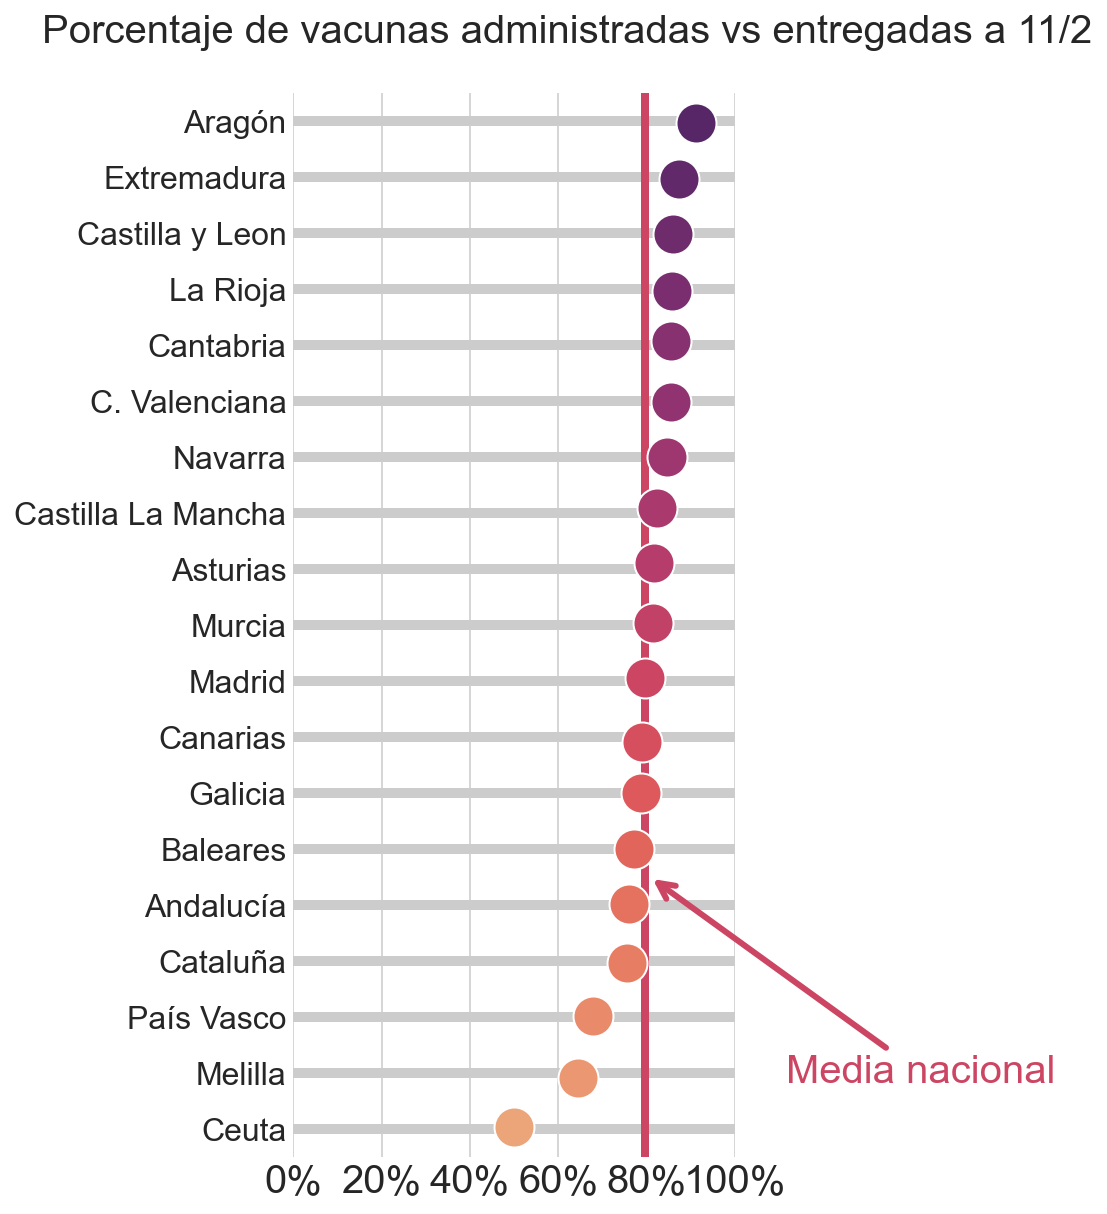 Porcentaje de vacunas administradas vs entregadas a 11/2
Aragón
Extremadura
Castilla y Leon
La Rioja
Cantabria
C. Valenciana
Navarra
Castilla La Mancha
Asturias
Murcia
Madrid
Canarias
Galicia
Baleares
Andalucía
Cataluña
País Vasco
Melilla
Ceuta
Media nacional
0% 20% 40% 60% 80% 100%